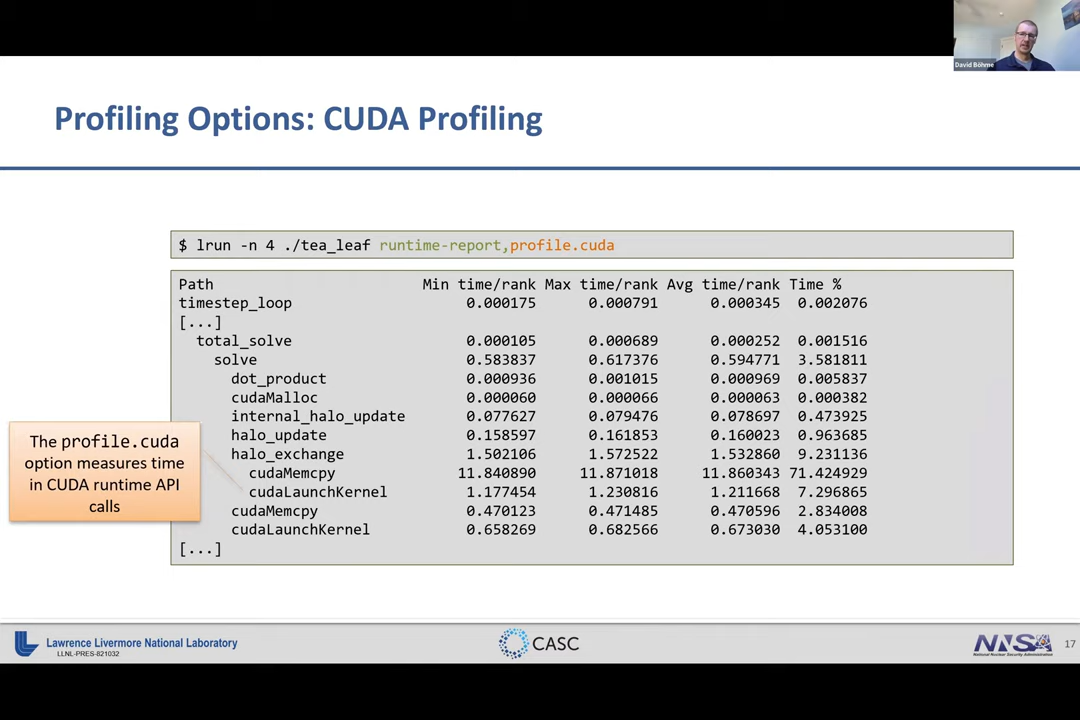 David Böhme
Profiling Options: CUDA Profiling
$ lrun -n 4 ./tea_leaf runtime-report,profile.cuda
Path Min time/rank Max time/rank Avg time/rank Time %
timestep_loop 0.000175 0.000791 0.000345 0.002076
[...]
total_solve 0.000105 0.000689 0.000252 0.001516
solve 0.583837 0.617376 0.594771 3.581811
dot_product 0.000936 0.001015 0.000969 0.005837
cudaMalloc 0.000060 0.000066 0.000063 0.000382
internal_halo_update 0.077627 0.079476 0.078697 0.473925
halo_update 0.158597 0.161853 0.160023 0.963685
halo_exchange 1.502106 1.572522 1.532860 9.231136
cudaMemcpy 11.840890 11.871018 11.860343 71.424929
cudaLaunchKernel 1.177454 1.230816 1.211668 7.296865
cudaMemcpy 0.470123 0.471485 0.470596 2.834008
cudaLaunchKernel 0.658269 0.682566 0.673030 4.053100
[...]
The profile.cuda
option measures time
in CUDA runtime API
calls
Lawrence Livermore National Laboratory
LLNL-PRES-821032
CASC
NNSA
National Nuclear Security Administration
17